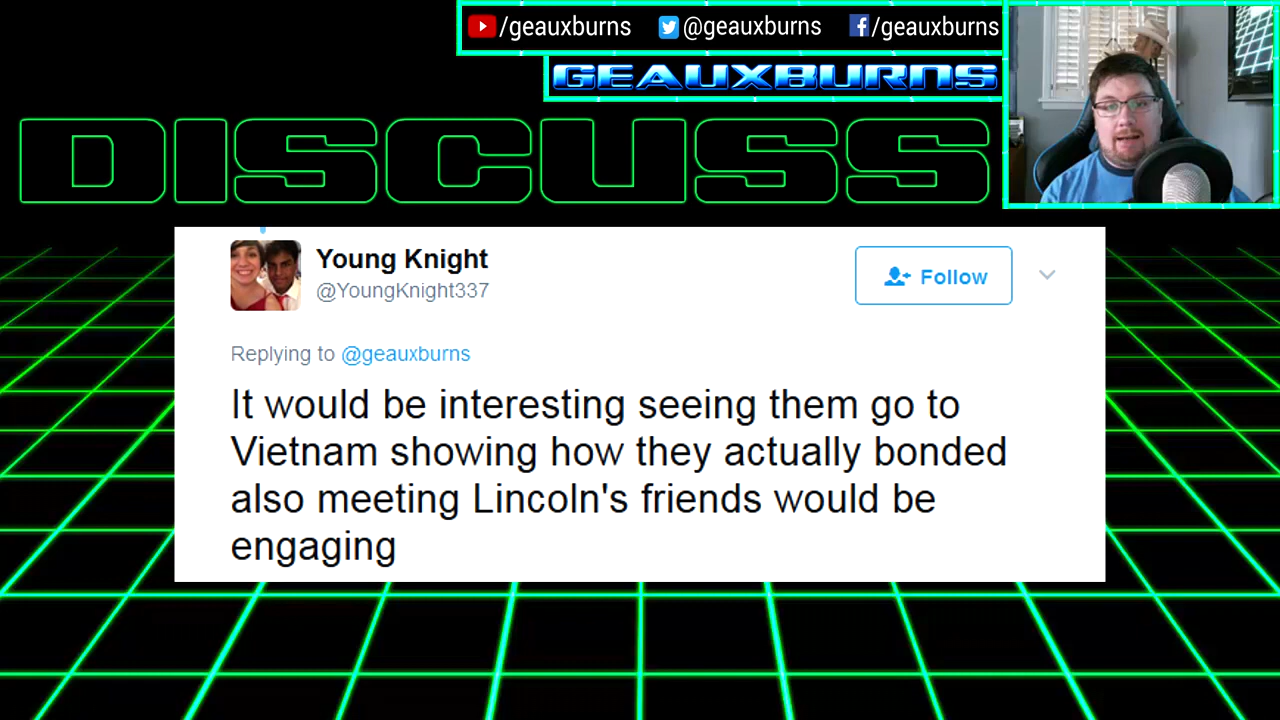 /geauxburns @geauxburns /geauxburns
GEAUXBURNS
DISCUSS
Young Knight
@YoungKnight337
Follow
Replying to @geauxburns
It would be interesting seeing them go to
Vietnam showing how they actually bonded
also meeting Lincoln's friends would be
engaging